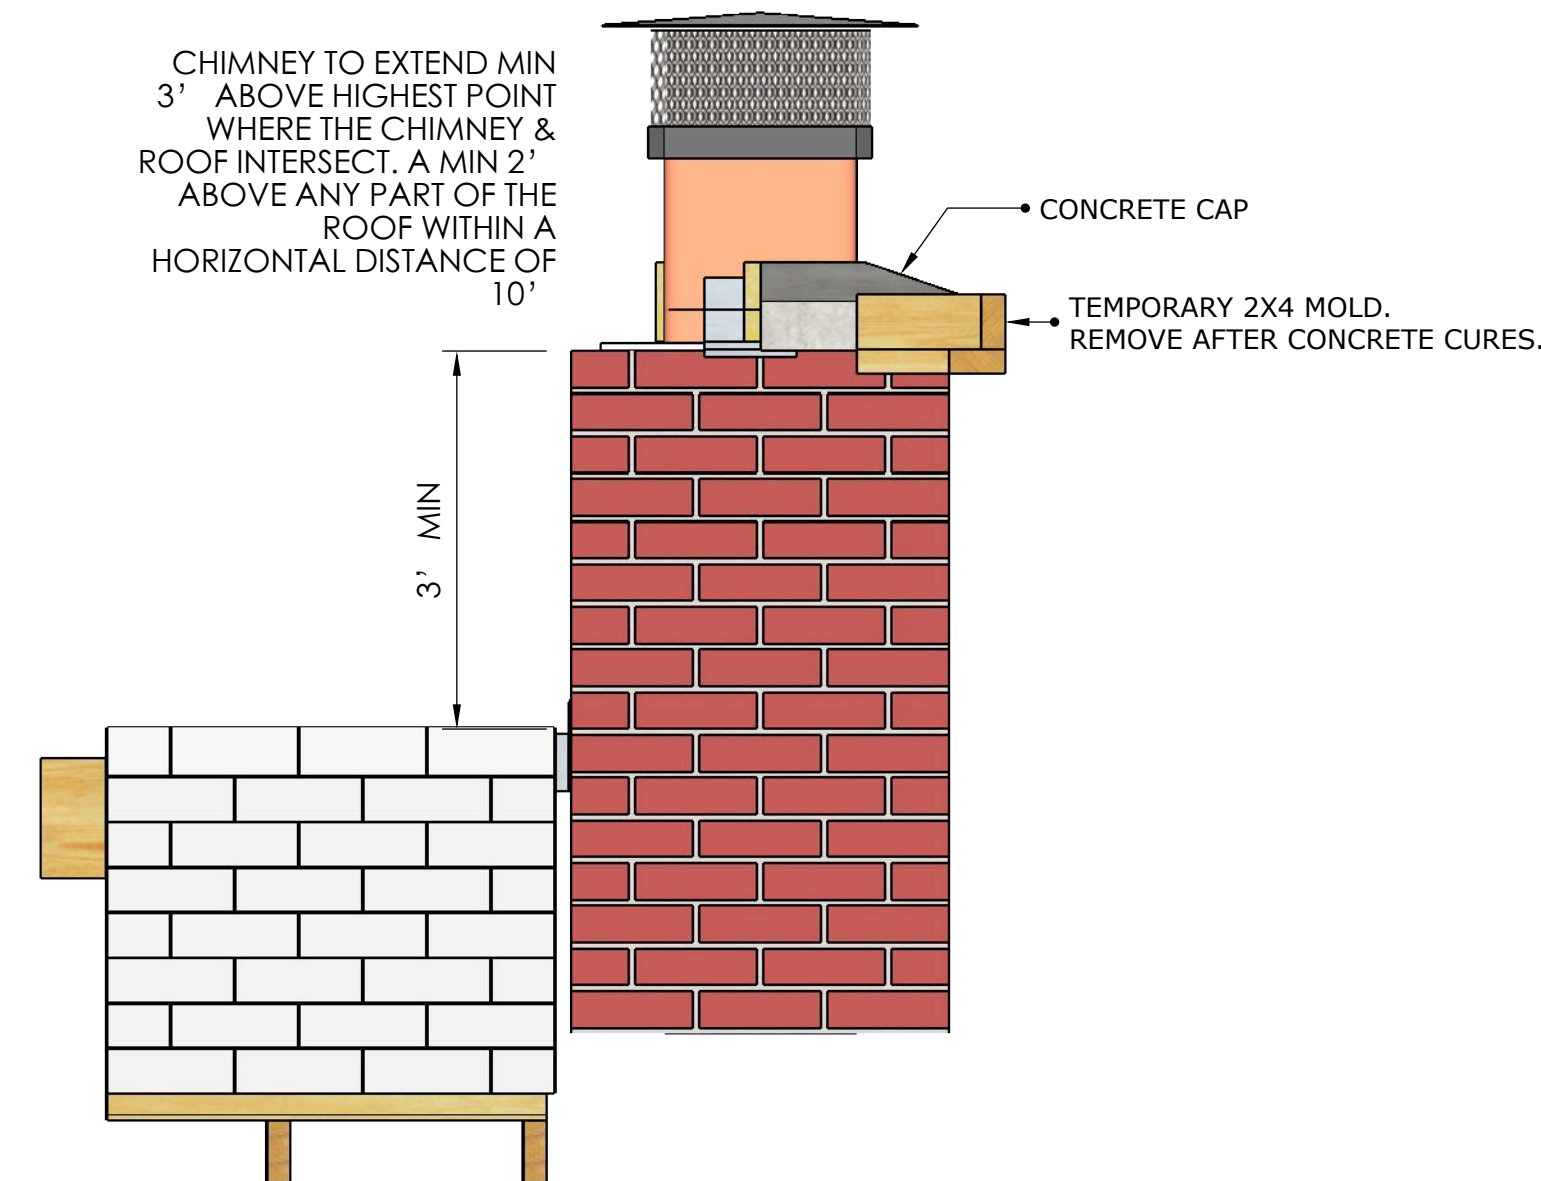 CHIMNEY TO EXTEND MIN
3' ABOVE HIGHEST POINT
WHERE THE CHIMNEY &
ROOF INTERSECT. A MIN 2'
ABOVE ANY PART OF THE
ROOF WITHIN A
HORIZONTAL DISTANCE OF
10'
CONCRETE CAP
TEMPORARY 2X4 MOLD.
REMOVE AFTER CONCRETE CURES.
3' MIN